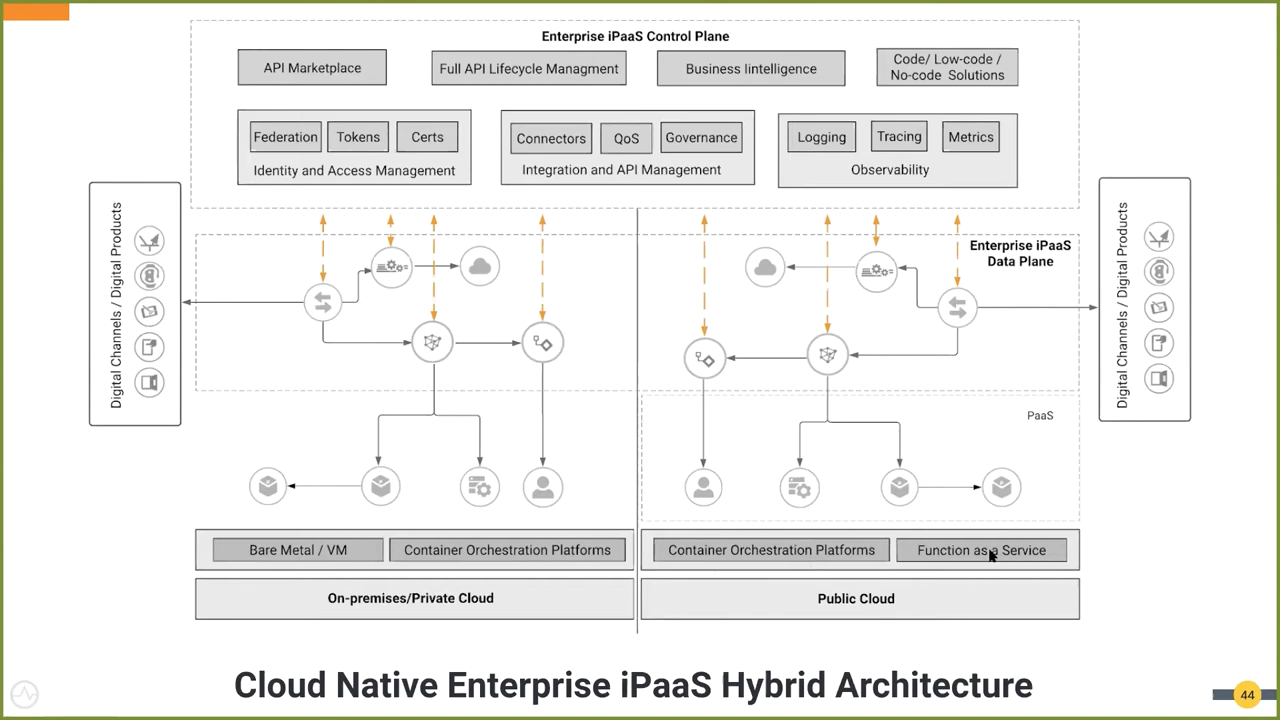 Enterprise iPaaS Control Plane
API Marketplace
Full API Lifecycle Managment
Business Iintelligence
Code/ Low-code /
No-code Solutions
Federation
Tokens
Certs
Identity and Access Management
Connectors
QoS
Governance
Integration and API Management
Logging
Tracing
Metrics
Observability
Digital Channels / Digital Products
Enterprise iPaaS
Data Plane
Digital Channels / Digital Products
PaaS
Bare Metal / VM
Container Orchestration Platforms
Container Orchestration Platforms
Function as a Service
On-premises/Private Cloud
Public Cloud
Cloud Native Enterprise iPaaS Hybrid Architecture
44